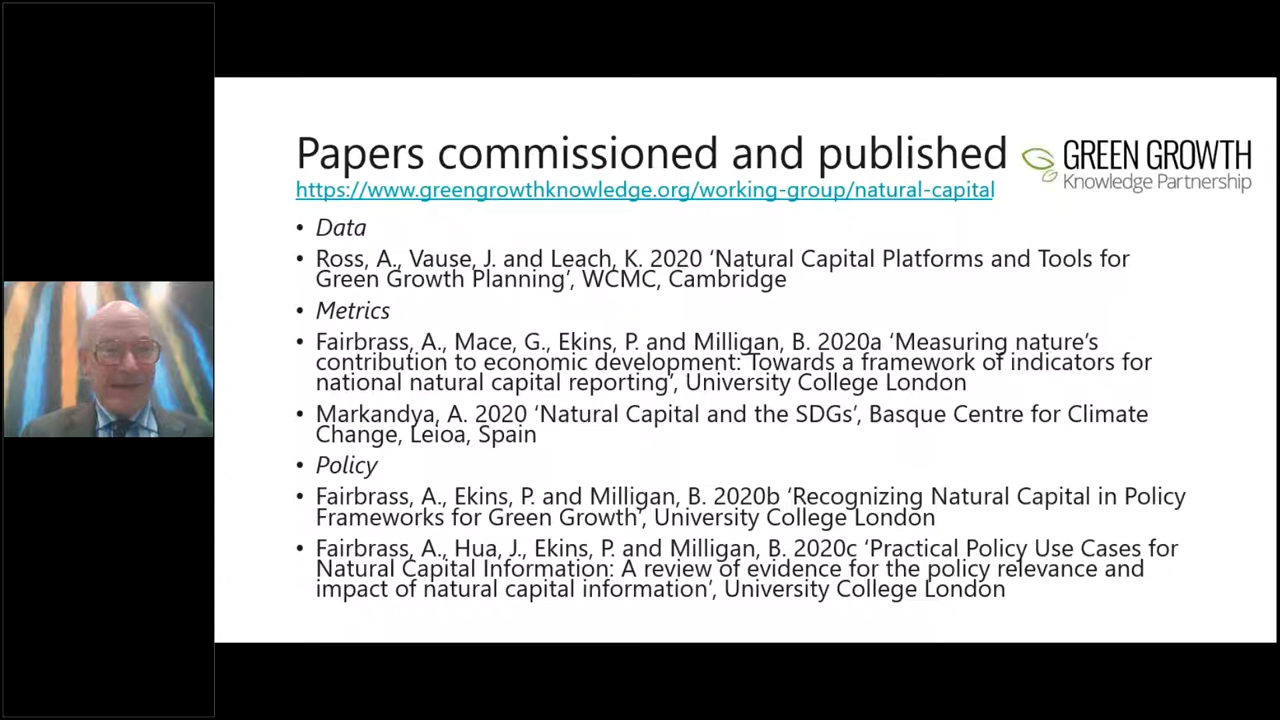 Papers commissioned and published
GREEN GROWTH
Knowledge Partnership
https://www.greengrowthknowledge.org/working-group/natural-capital
• Data
• Ross, A., Vause, J. and Leach, K. 2020 ‘Natural Capital Platforms and Tools for
Green Growth Planning’, WCMC, Cambridge
• Metrics
• Fairbrass, A., Mace, G., Ekins, P. and Milligan, B. 2020a ‘Measuring nature’s
contribution to economic development: Towards a framework of indicators for
national natural capital reporting’, University College London
• Markandya, A. 2020 ‘Natural Capital and the SDGs’, Basque Centre for Climate
Change, Leioa, Spain
• Policy
• Fairbrass, A., Ekins, P. and Milligan, B. 2020b ‘Recognizing Natural Capital in Policy
Frameworks for Green Growth’, University College London
• Fairbrass, A., Hua, J., Ekins, P. and Milligan, B. 2020c ‘Practical Policy Use Cases for
Natural Capital Information: A review of evidence for the policy relevance and
impact of natural capital information’, University College London